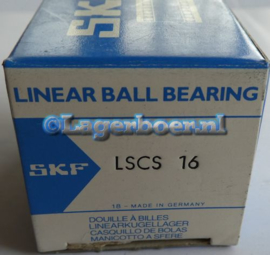 SKF
LINEAR BALL BEARING
©Lagerboer.nl
SKF
LSCS 16
18 - MADE IN GERMANY
DOUILLE À BILLES
LINEARKUGELLAGER
CASQUILLO DE BOLAS
MANICOTTO A SFERE